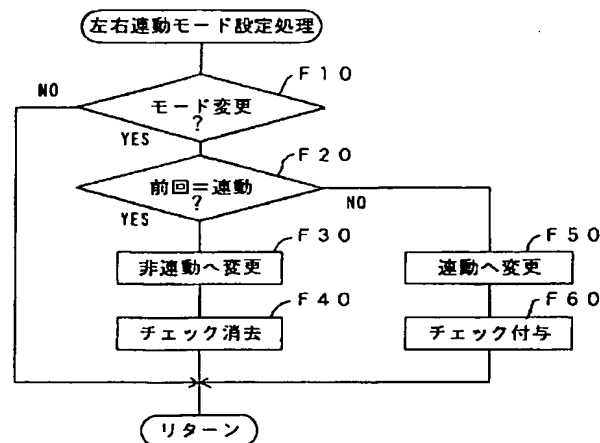 左右連動モード設定処理
F10
NO
モード変更
?
YES
F20
前回=連動
?
YES
NO
F30
非連動へ変更
F50
連動へ変更
F40
チェック消去
F60
チェック付与
リターン